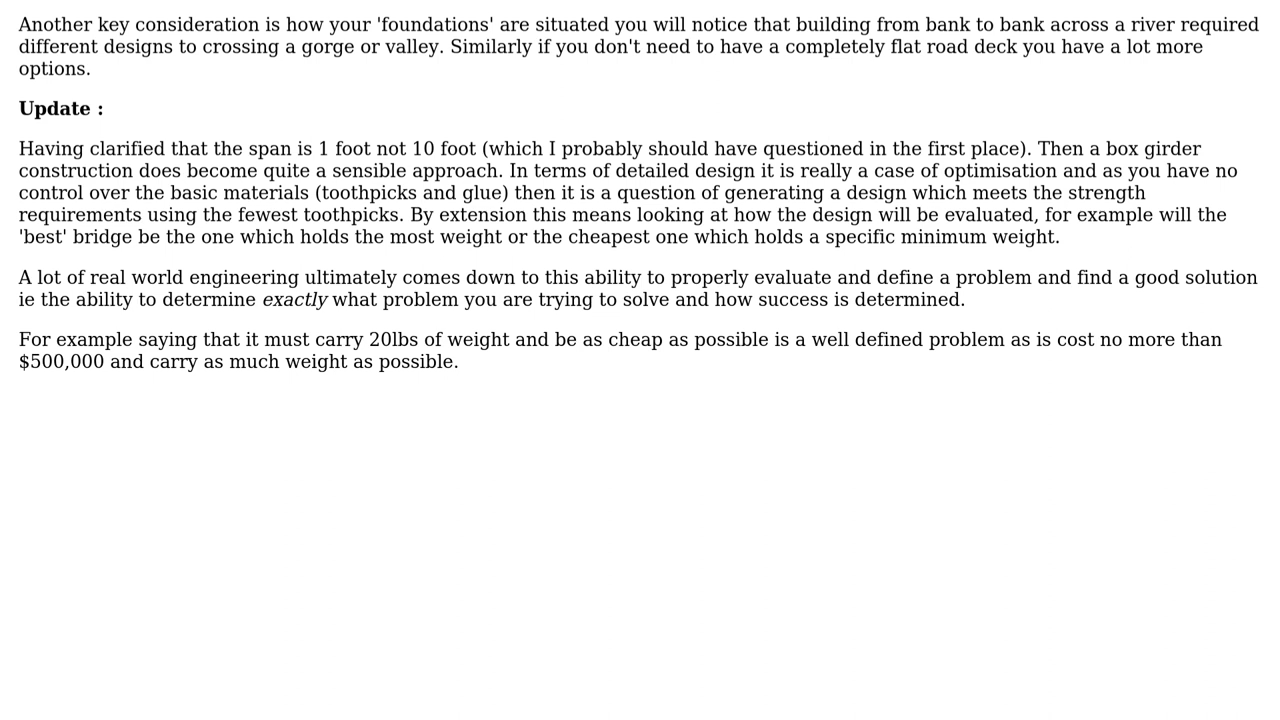 Another key consideration is how your 'foundations' are situated you will notice that building from bank to bank across a river required
different designs to crossing a gorge or valley. Similarly if you don't need to have a completely flat road deck you have a lot more
options.
Update :
Having clarified that the span is 1 foot not 10 foot (which I probably should have questioned in the first place). Then a box girder
construction does become quite a sensible approach. In terms of detailed design it is really a case of optimisation and as you have no
control over the basic materials (toothpicks and glue) then it is a question of generating a design which meets the strength
requirements using the fewest toothpicks. By extension this means looking at how the design will be evaluated, for example will the
'best' bridge be the one which holds the most weight or the cheapest one which holds a specific minimum weight.
A lot of real world engineering ultimately comes down to this ability to properly evaluate and define a problem and find a good solution
ie the ability to determine exactly what problem you are trying to solve and how success is determined.
For example saying that it must carry 20lbs of weight and be as cheap as possible is a well defined problem as is cost no more than
$500,000 and carry as much weight as possible.